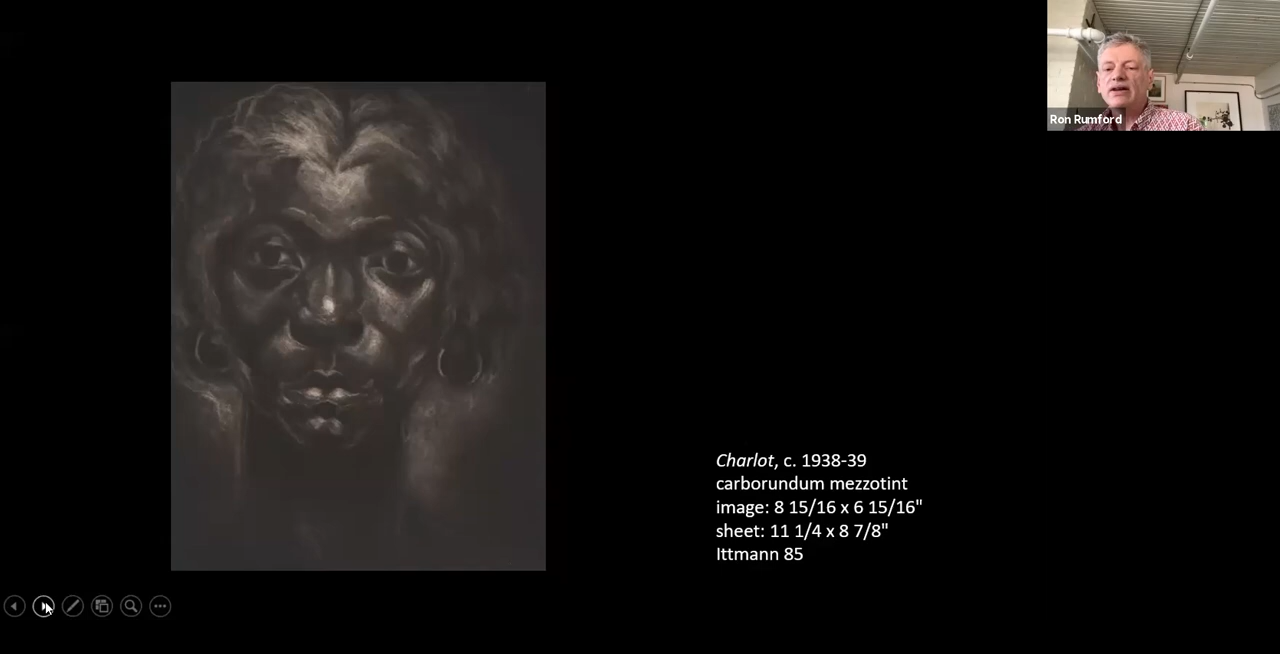 Ron Rumford
Charlot, c. 1938-39
carborundum mezzotint
image: 8 15/16 x 6 15/16"
sheet: 11 1/4 x 8 7/8"
Ittmann 85